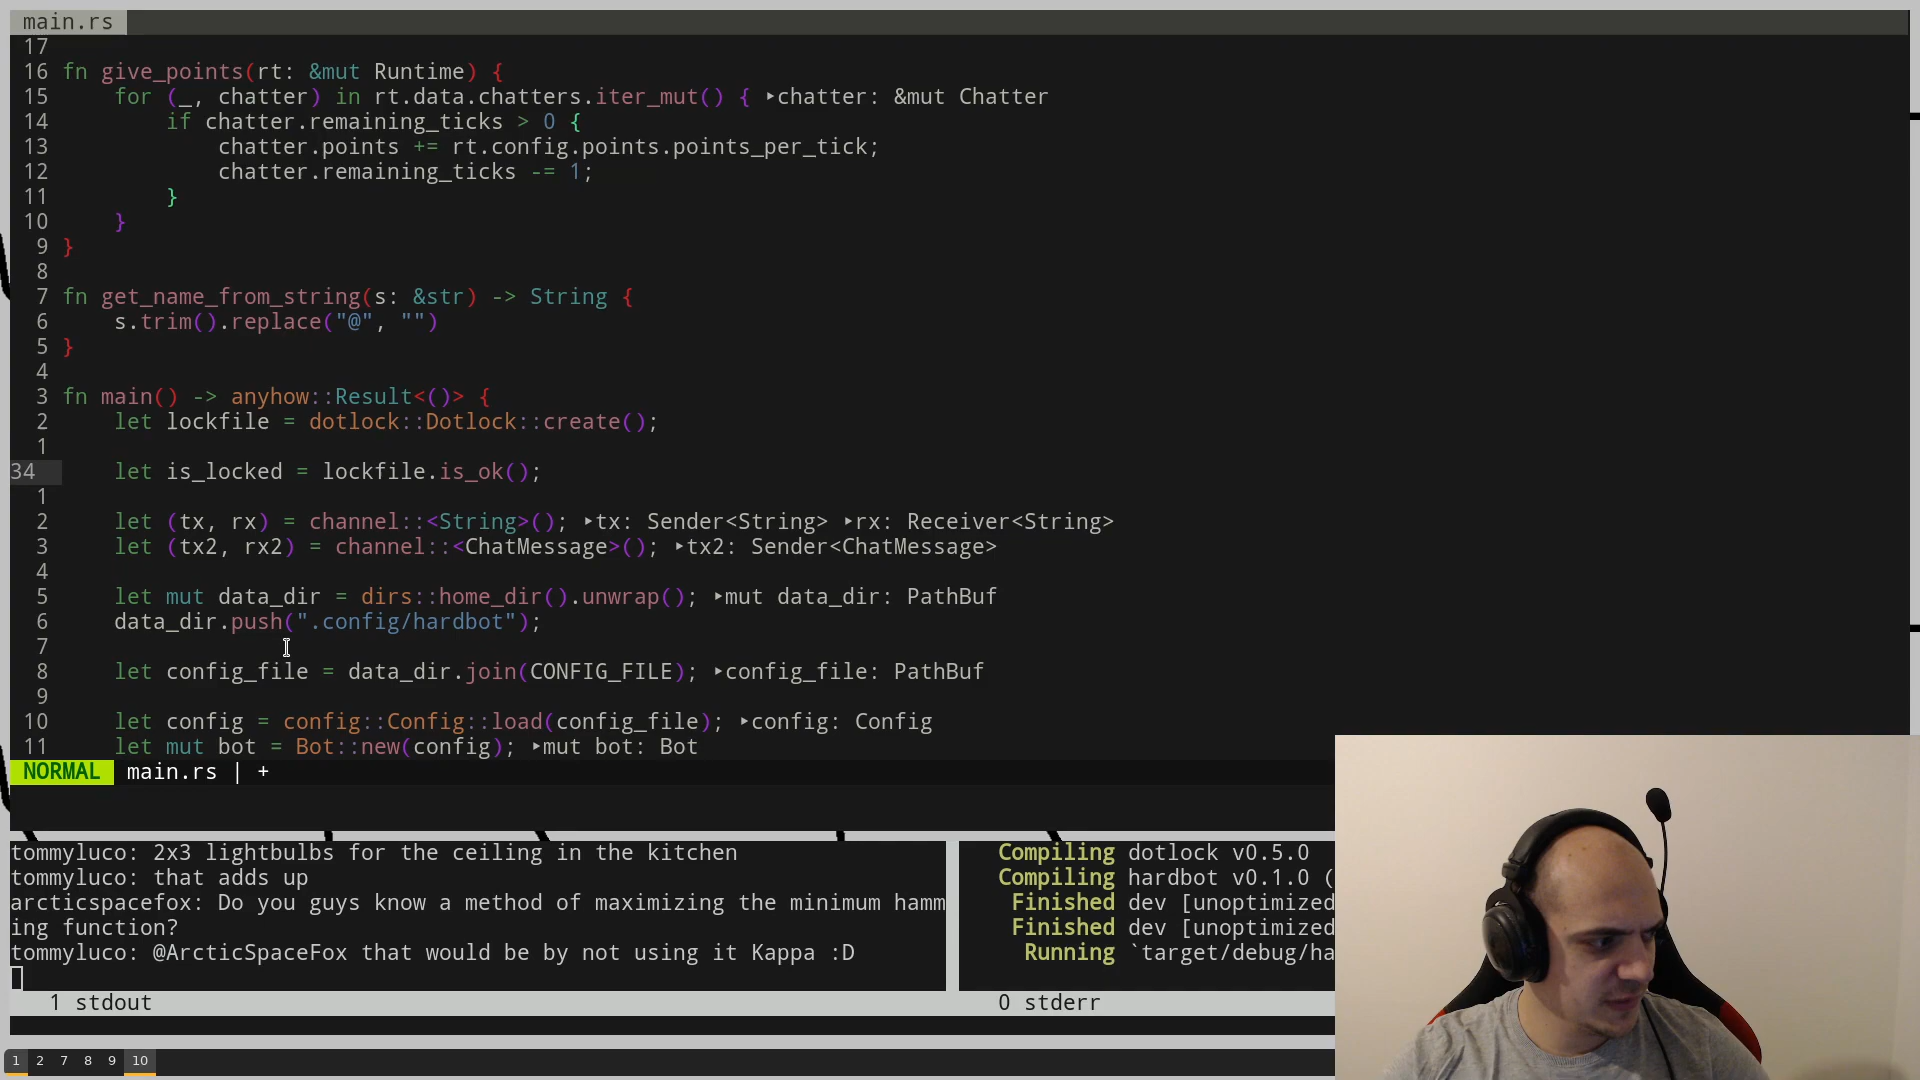 main.rs
17
16 fn give_points(rt: &mut Runtime) {
15 for (_, chatter) in rt.data.chatters.iter_mut() { ▸chatter: &mut Chatter
14 if chatter.remaining_ticks > 0 {
13 chatter.points += rt.config.points.points_per_tick;
12 chatter.remaining_ticks -= 1;
11 }
10 }
9 }
8
7 fn get_name_from_string(s: &str) -> String {
6 s.trim().replace("@", "")
5 }
4
3 fn main() -> anyhow::Result<()> {
2 let lockfile = dotlock::Dotlock::create();
1
34 let is_locked = lockfile.is_ok();
1
2 let (tx, rx) = channel::<String>(); ▸tx: Sender<String> ▸rx: Receiver<String>
3 let (tx2, rx2) = channel::<ChatMessage>(); ▸tx2: Sender<ChatMessage>
4
5 let mut data_dir = dirs::home_dir().unwrap(); ▸mut data_dir: PathBuf
6 data_dir.push(".config/hardbot");
7
8 let config_file = data_dir.join(CONFIG_FILE); ▸config_file: PathBuf
9
10 let config = config::Config::load(config_file); ▸config: Config
11 let mut bot = Bot::new(config); ▸mut bot: Bot
NORMAL main.rs | +
tommyluco: 2x3 lightbulbs for the ceiling in the kitchen
tommyluco: that adds up
arcticspacefox: Do you guys know a method of maximizing the minimum hamm
ing function?
tommyluco: @ArcticSpaceFox that would be by not using it Kappa :D
1 stdout
Compiling dotlock v0.5.0
Compiling hardbot v0.1.0 (
Finished dev [unoptimized
Finished dev [unoptimized
Running `target/debug/ha
0 stderr
1 2 7 8 9 10